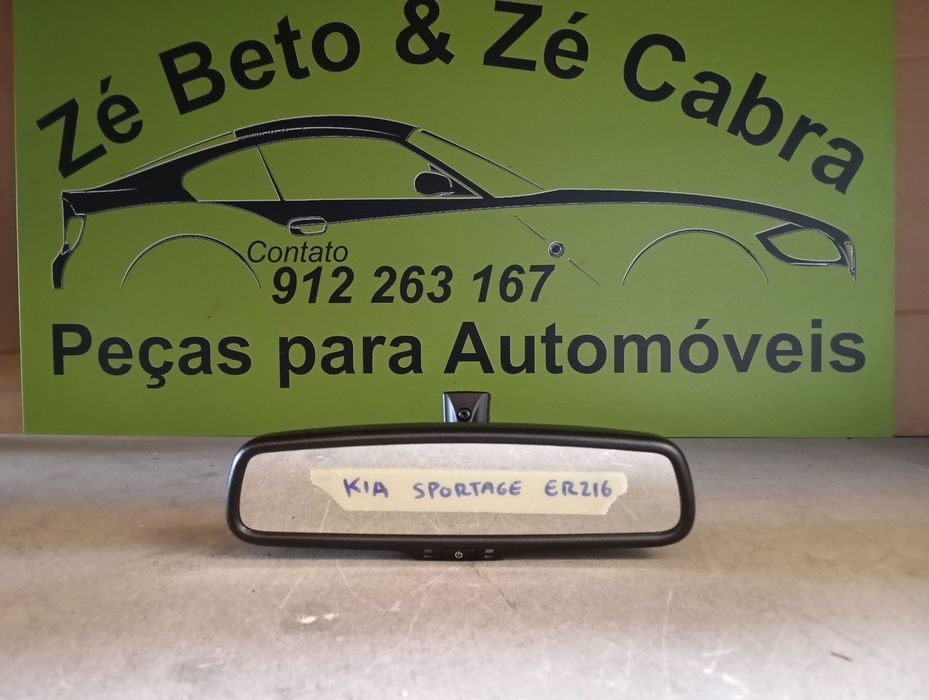 Zé Beto & Zé Cabra
Contato
912 263 167
Peças para Automóveis
KIA SPORTAGE ER216